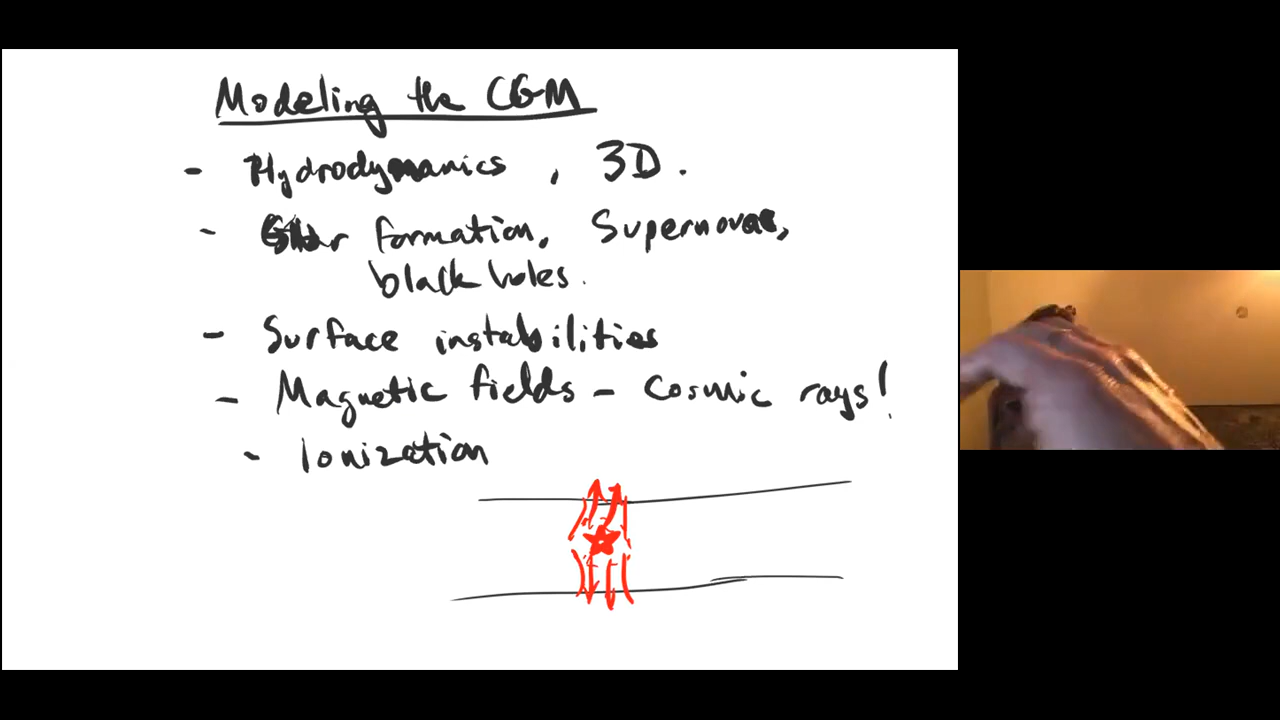 Modeling the CGM
- Hydrodynamics, 3D.
- Star formation, Supernovae,
black holes.
- Surface instabilities
- Magnetic fields - Cosmic rays!
- Ionization